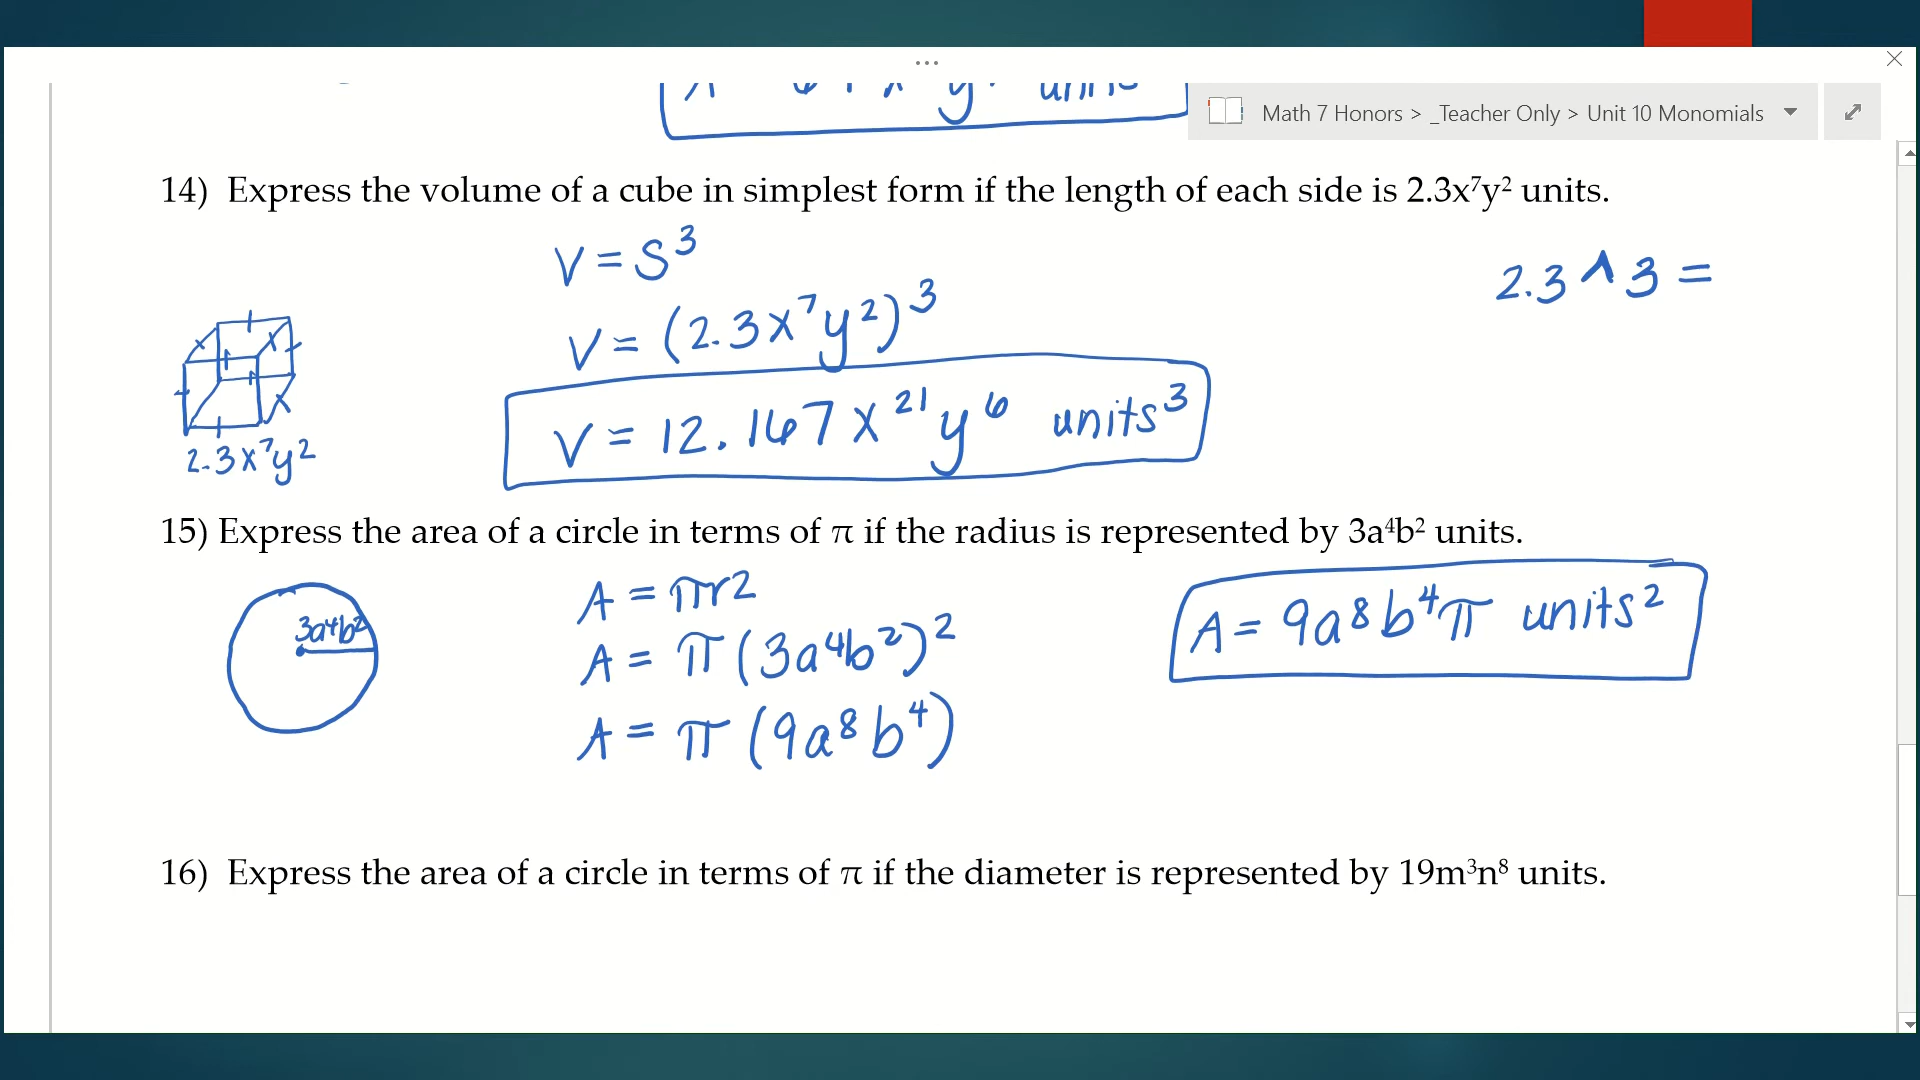 Math 7 Honors > _Teacher Only > Unit 10 Monomials
14) Express the volume of a cube in simplest form if the length of each side is 2.3x⁷y² units.
V = S³
2.3 ^ 3 =
V = (2.3x⁷y²)³
V = 12.167 x²¹ y⁶ units³
2.3x⁷y²
15) Express the area of a circle in terms of π if the radius is represented by 3a⁴b² units.
3a⁴b²
A = πr2
A = π(3a⁴b²)²
A = π(9a⁸b⁴)
A = 9a⁸b⁴π units²
16) Express the area of a circle in terms of π if the diameter is represented by 19m³n⁸ units.